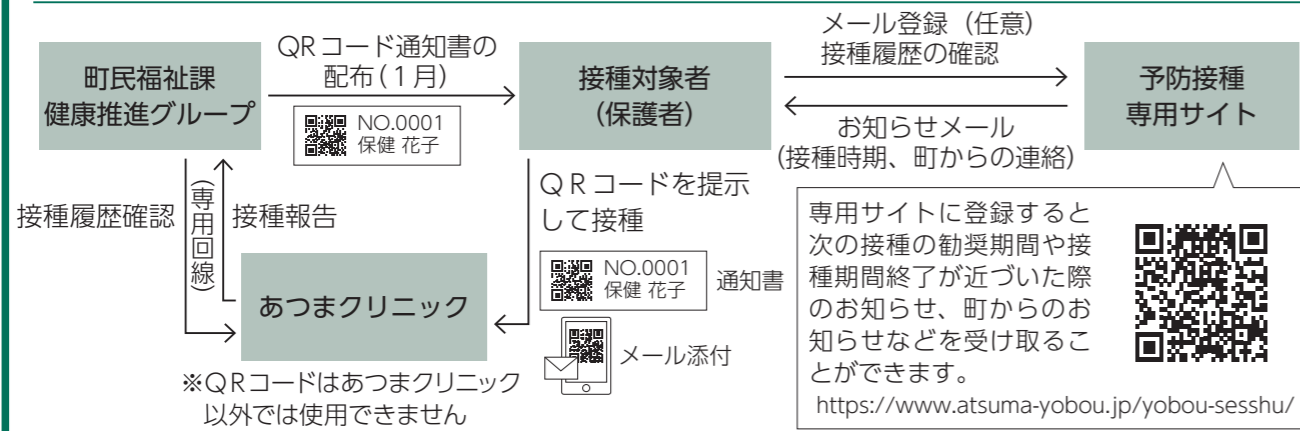 町民福祉課
健康推進グループ
QRコード通知書の
配布(1月)
NO.0001
保健 花子
接種対象者
(保護者)
メール登録(任意)
接種履歴の確認
お知らせメール
(接種時期、町からの連絡)
予防接種
専用サイト
接種履歴確認
(専用回線)
接種報告
あつまクリニック
※QRコードはあつまクリニック
以外では使用できません
QRコードを提示
して接種
NO.0001
保健 花子
通知書
メール添付
専用サイトに登録すると
次の接種の勧奨期間や接
種期間終了が近づいた際
のお知らせ、町からのお
知らせなどを受け取るこ
とができます。
https://www.atsuma-yobou.jp/yobou-sesshu/